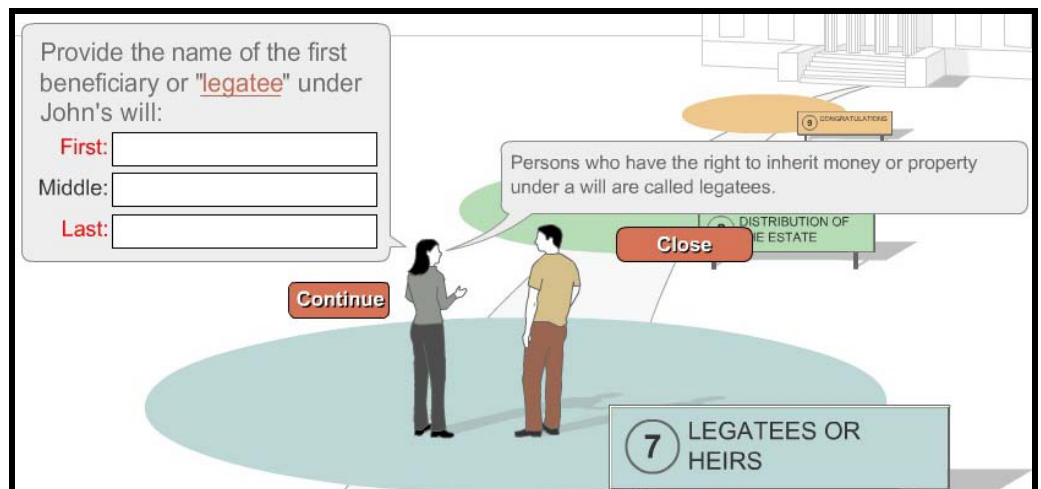 Provide the name of the first
beneficiary or "legatee" under
John's will:
First:
Middle:
Last:
Continue
Persons who have the right to inherit money or property
under a will are called legatees.
Close
9 CONGRATULATIONS
DISTRIBUTION OF
ESTATE
7 LEGATEES OR
HEIRS